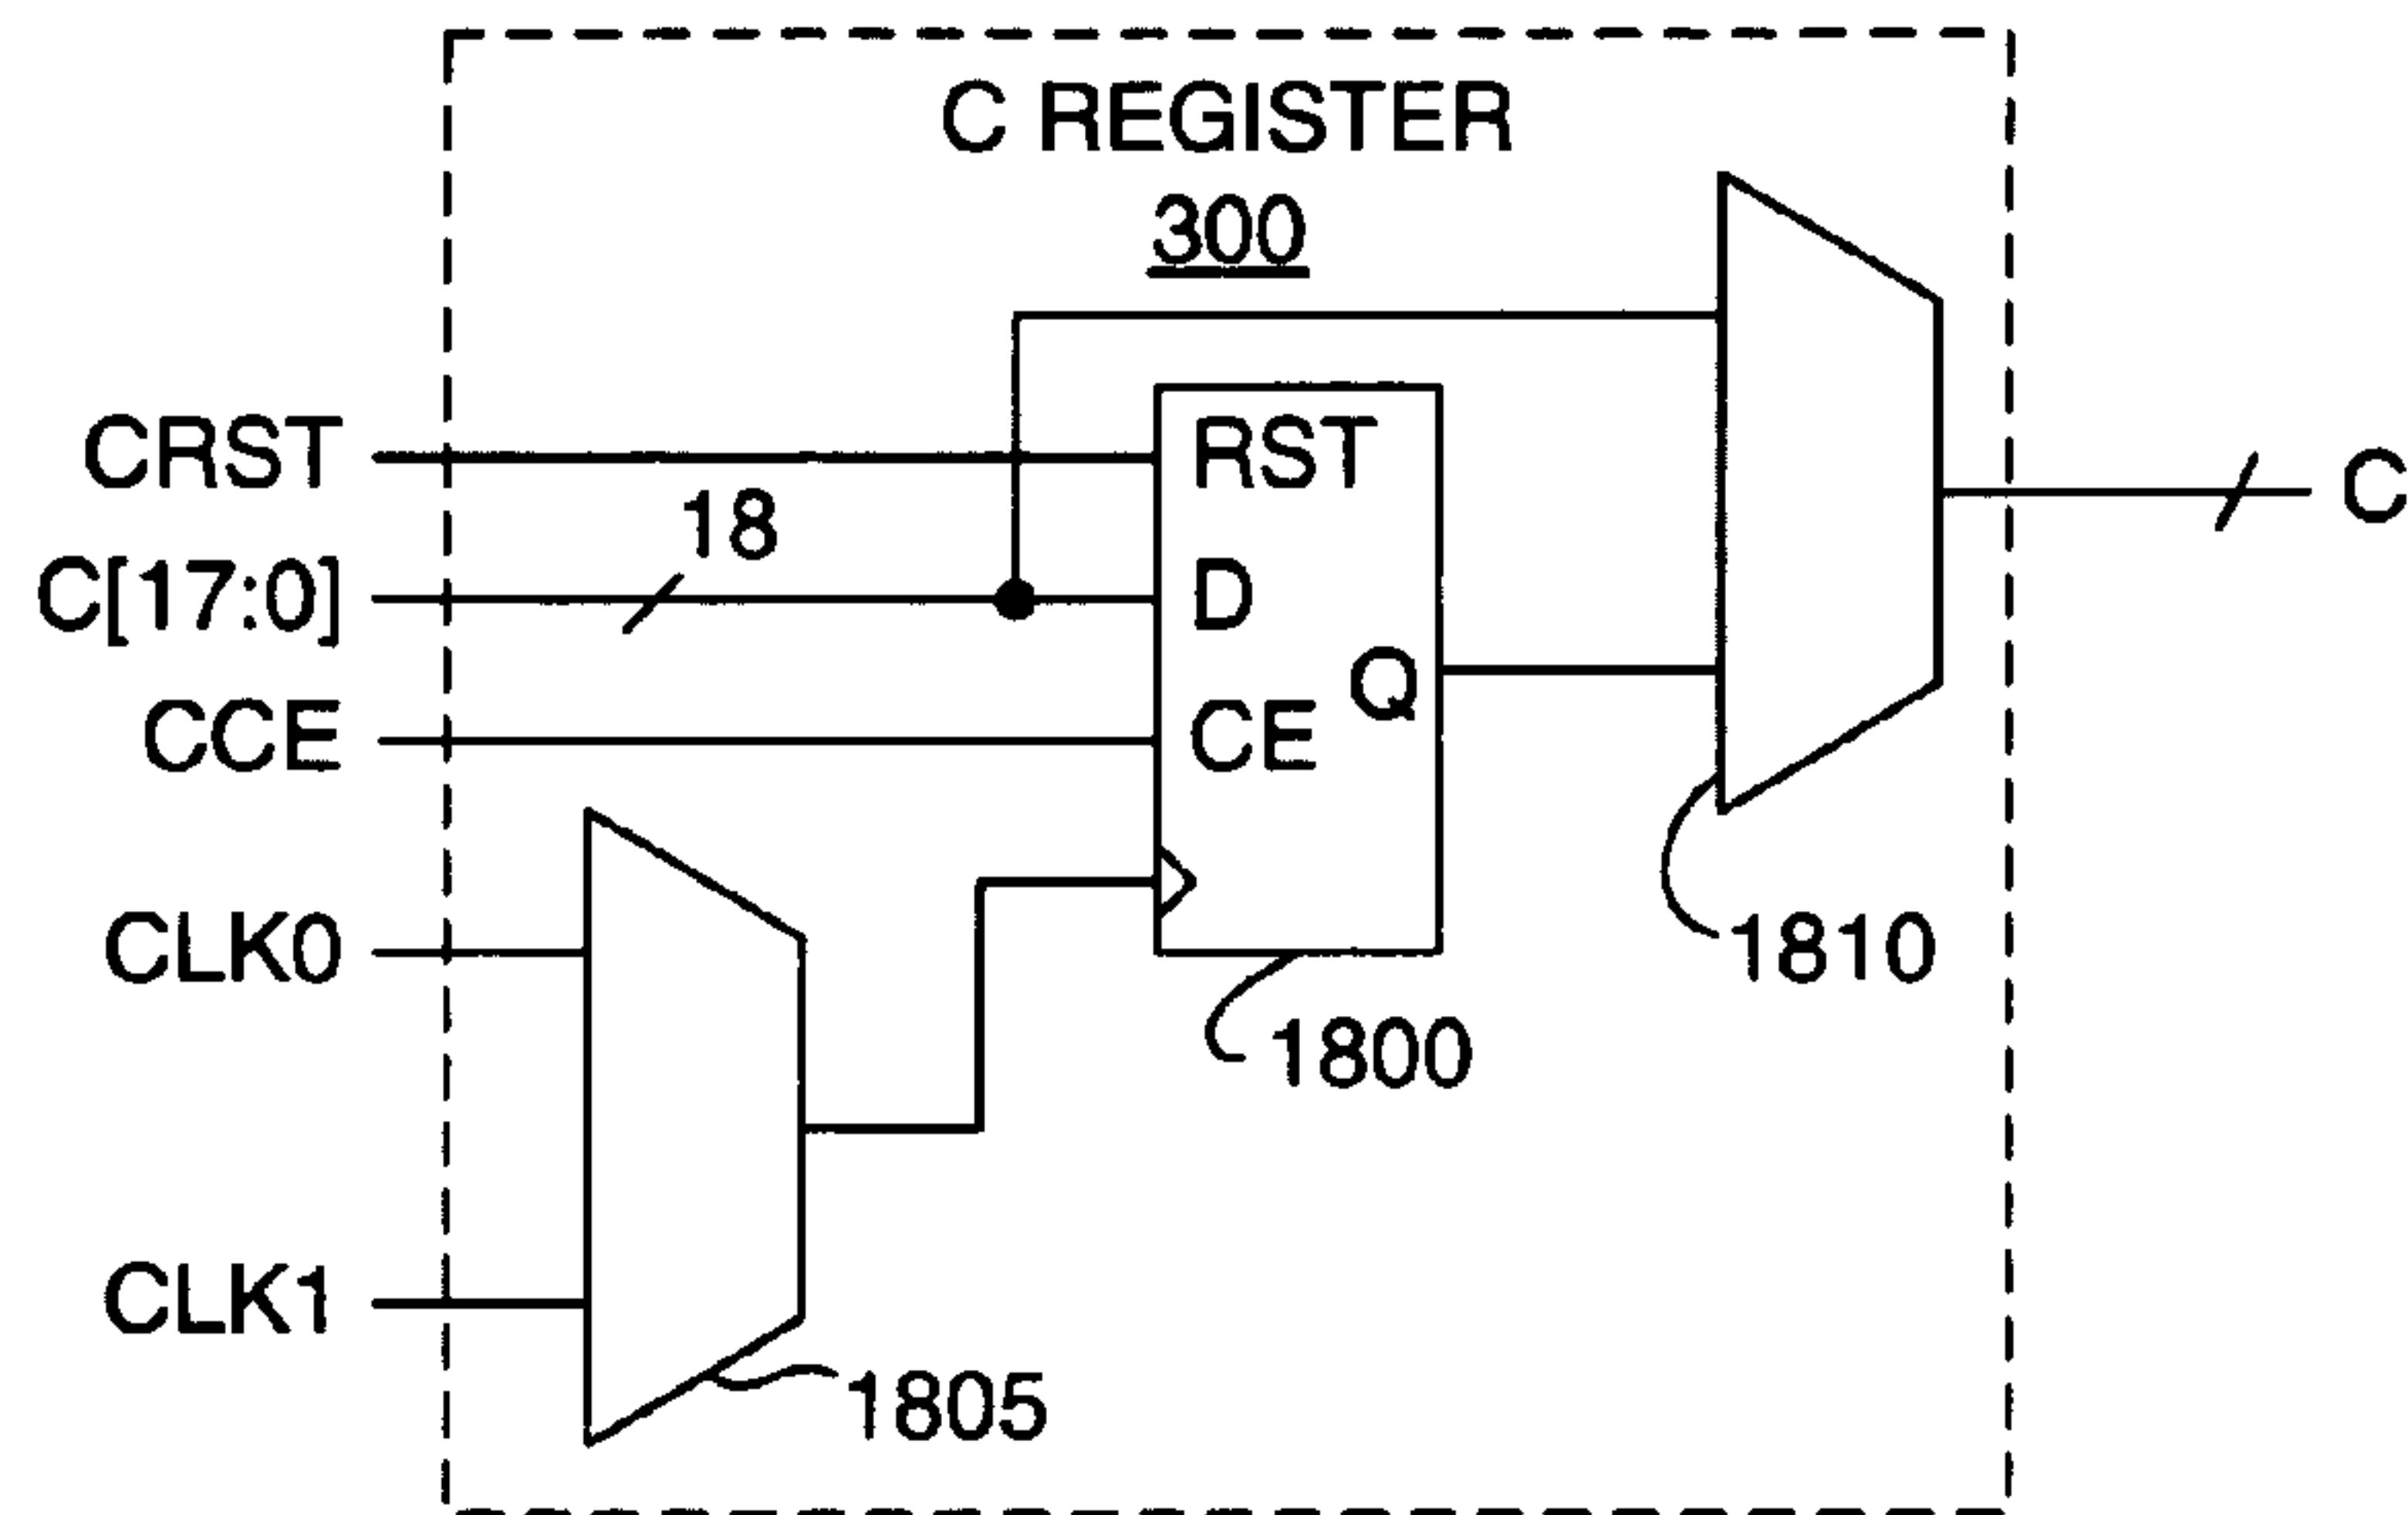 C REGISTER
300
CRST
RST
18
C
C[17:0]
D
Q
CCE
CE
CLK0
1810
1800
CLK1
1805